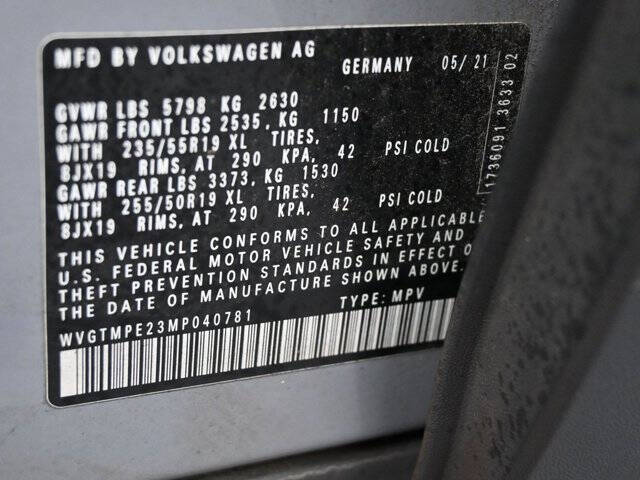 MFD BY VOLKSWAGEN AG
GERMANY 05/ 21
GVWR LBS 5798 KG 2630
GAWR FRONT LBS 2535, KG 1150
WITH 235/55R19 XL TIRES,
8JX19 RIMS, AT 290 KPA, 42 PSI COLD
GAWR REAR LBS 3373, KG 1530
WITH 255/50R19 XL TIRES,
8JX19 RIMS, AT 290 KPA, 42 PSI COLD
THIS VEHICLE CONFORMS TO ALL APPLICABLE
U.S. FEDERAL MOTOR VEHICLE SAFETY AND
THEFT PREVENTION STANDARDS IN EFFECT O
THE DATE OF MANUFACTURE SHOWN ABOVE.
WVGTMPE23MP040781 TYPE: MPV
1736091 3633 02